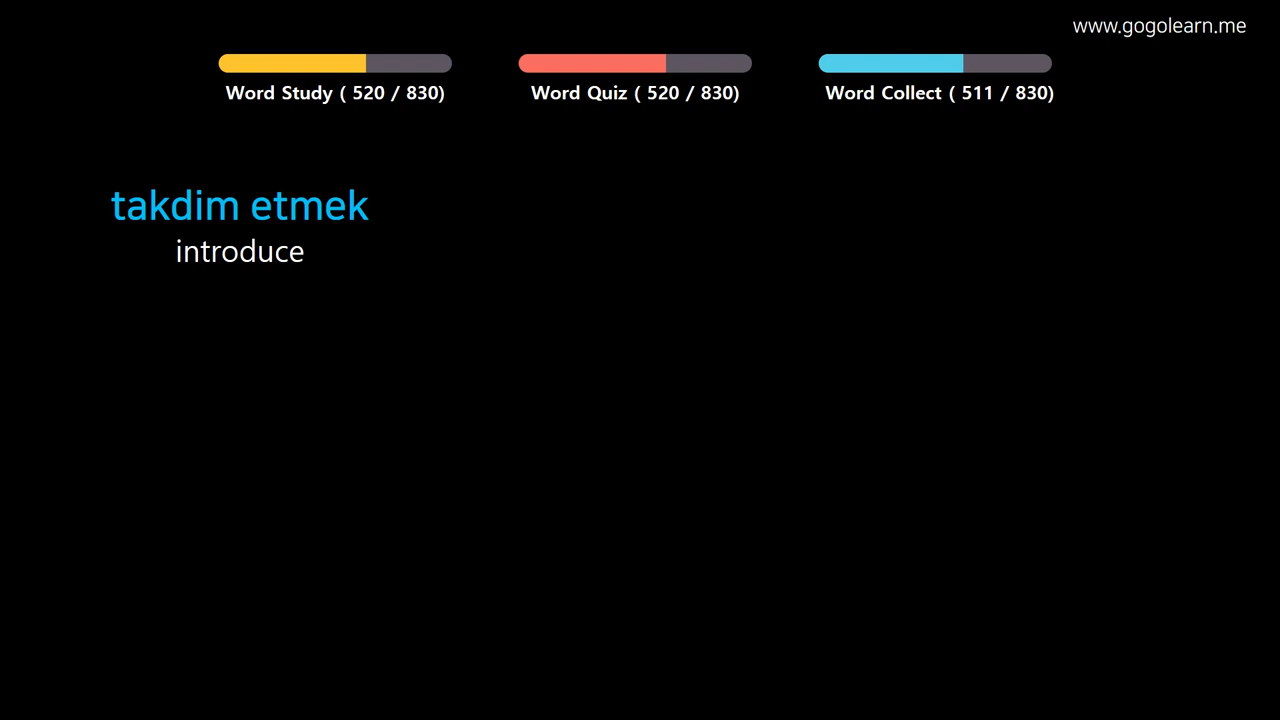 www.gogolearn.me
Word Study ( 520 / 830)
Word Quiz ( 520 / 830)
Word Collect ( 511 / 830)
takdim etmek
introduce